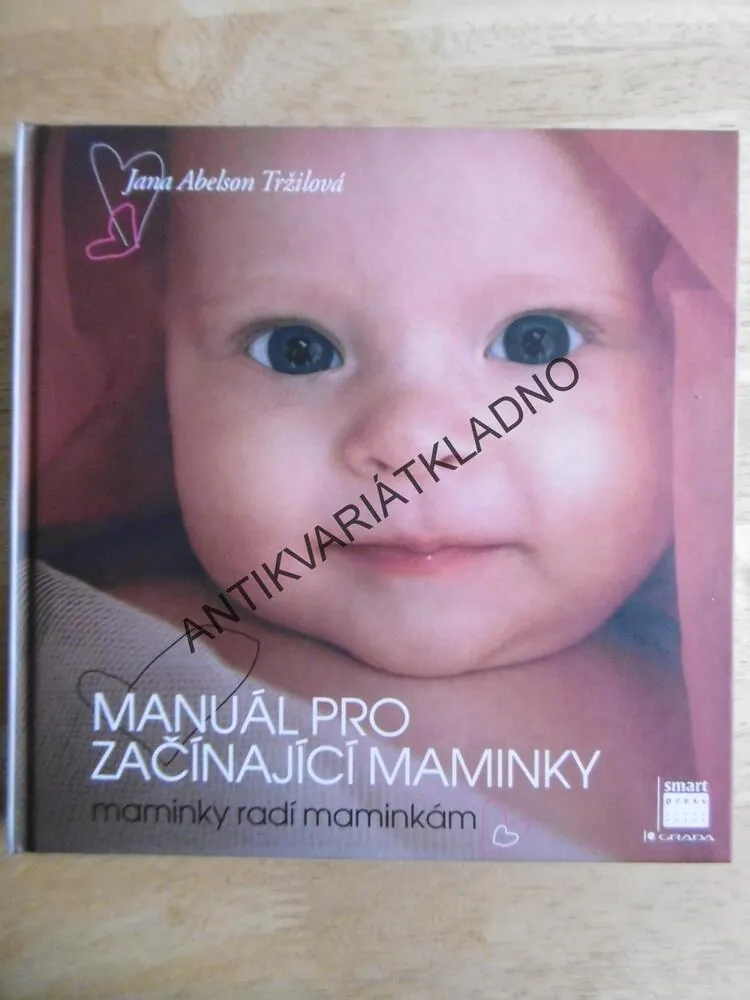 Jana Abelson Tržilová
ANTIKVARIÁTKLADNO
MANUÁL PRO
ZAČÍNAJÍCÍ MAMINKY
maminky radí maminkám
smart
press
GRADA